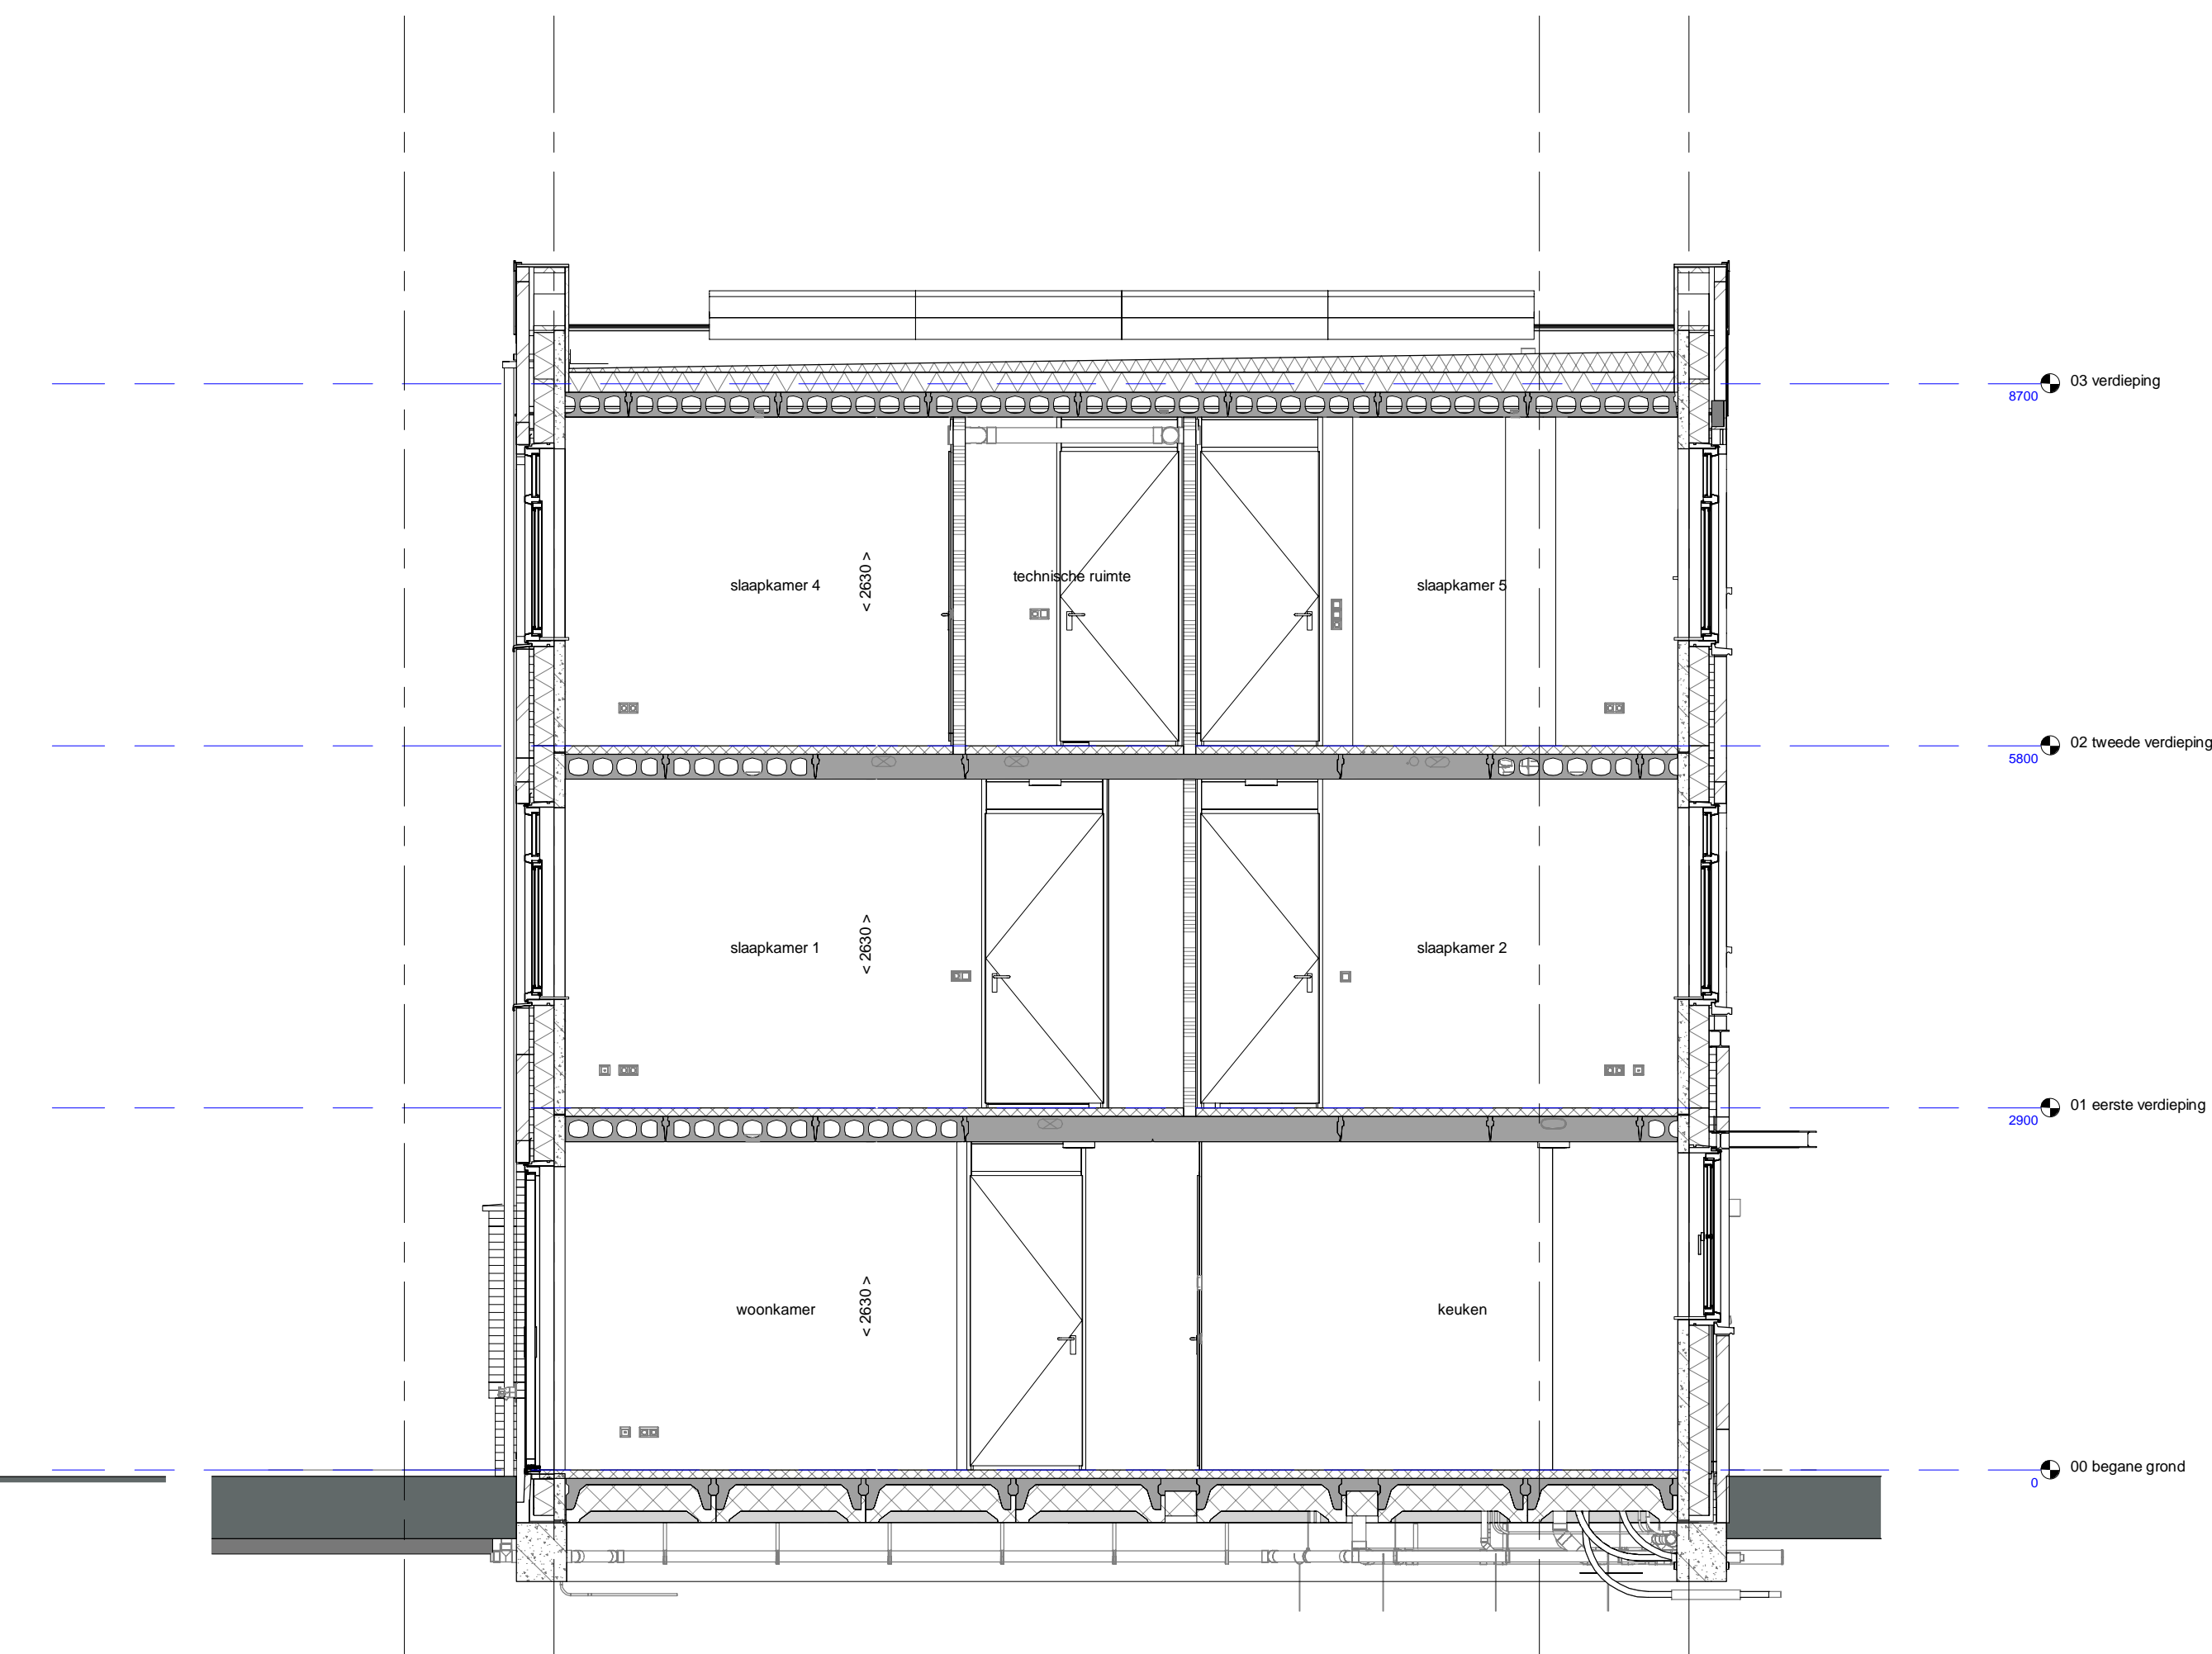 03 verdieping
8700
slaapkamer 4
< 2630 >
technische ruimte
slaapkamer 5
02 tweede verdieping
5800
slaapkamer 1
< 2630 >
slaapkamer 2
01 eerste verdieping
2900
woonkamer
< 2630 >
keuken
00 begane grond
0